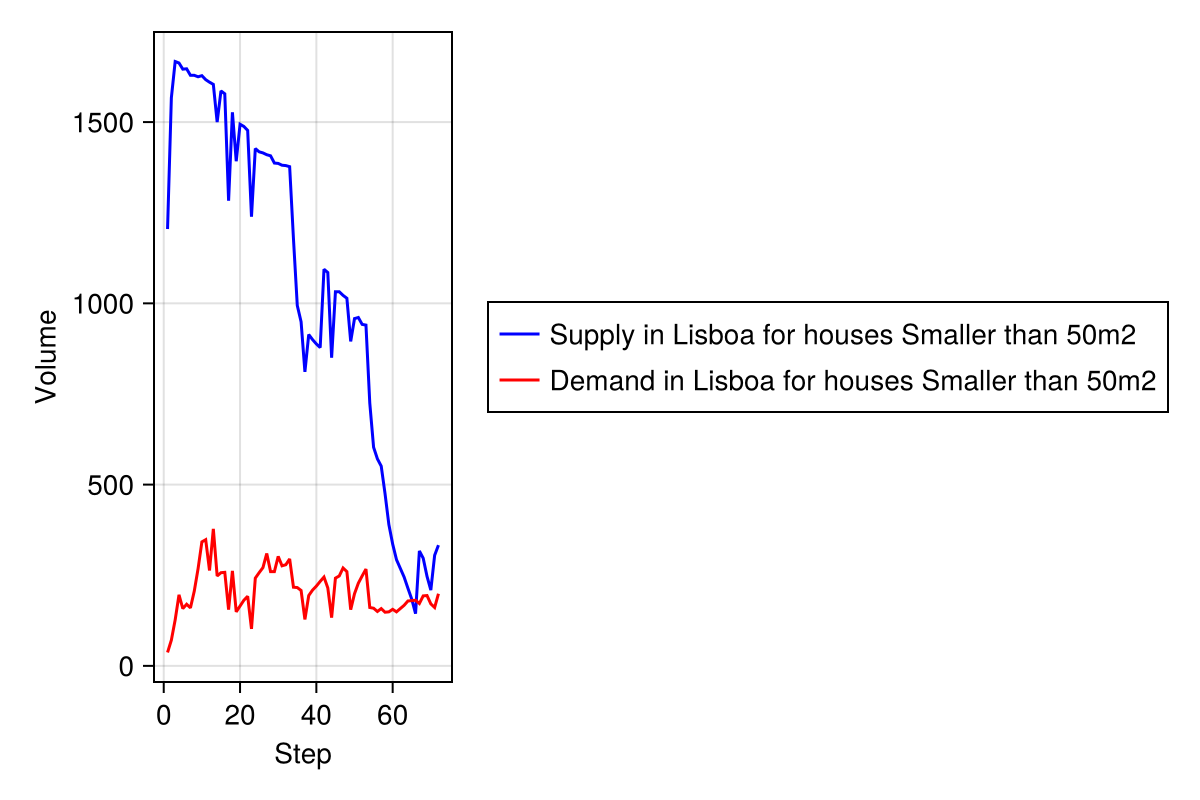 Volume
1500
1000
500
0
0 20 40 60
Step
Supply in Lisboa for houses Smaller than 50m2
Demand in Lisboa for houses Smaller than 50m2